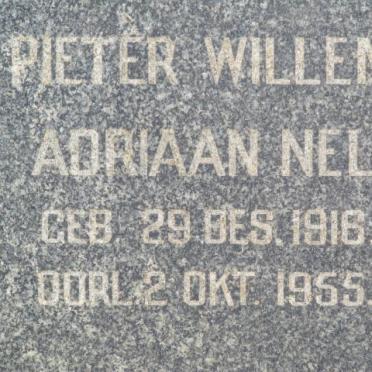 PIETER WILLEM
ADRIAAN NEL
GEB. 29 DES. 1916.
OORL. 2 OKT. 1955.